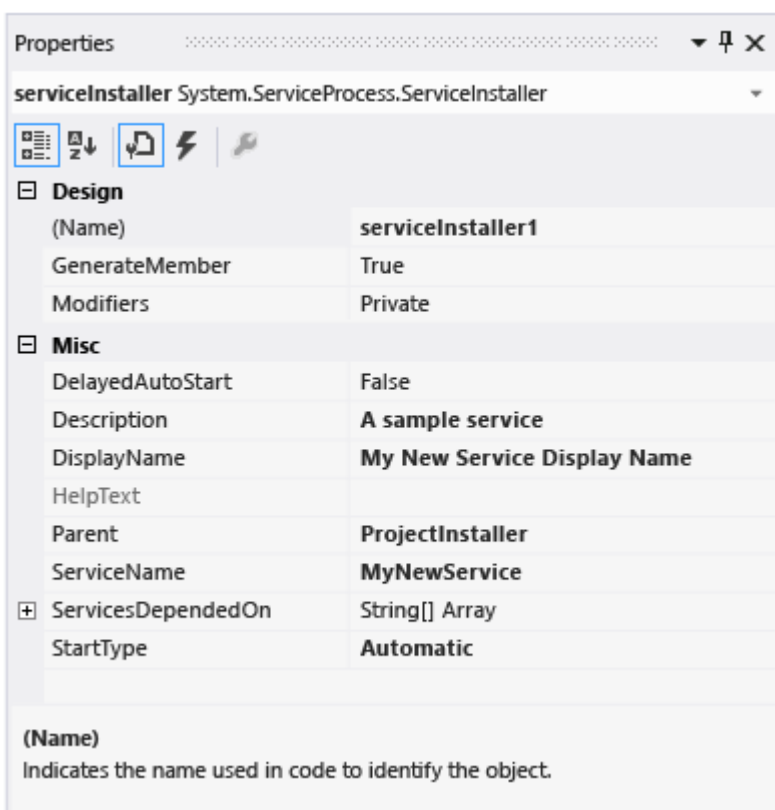 Properties
serviceInstaller System.ServiceProcess.ServiceInstaller
Design
(Name) serviceInstaller1
GenerateMember True
Modifiers Private
Misc
DelayedAutoStart False
Description A sample service
DisplayName My New Service Display Name
HelpText
Parent ProjectInstaller
ServiceName MyNewService
ServicesDependedOn String[] Array
StartType Automatic
(Name)
Indicates the name used in code to identify the object.